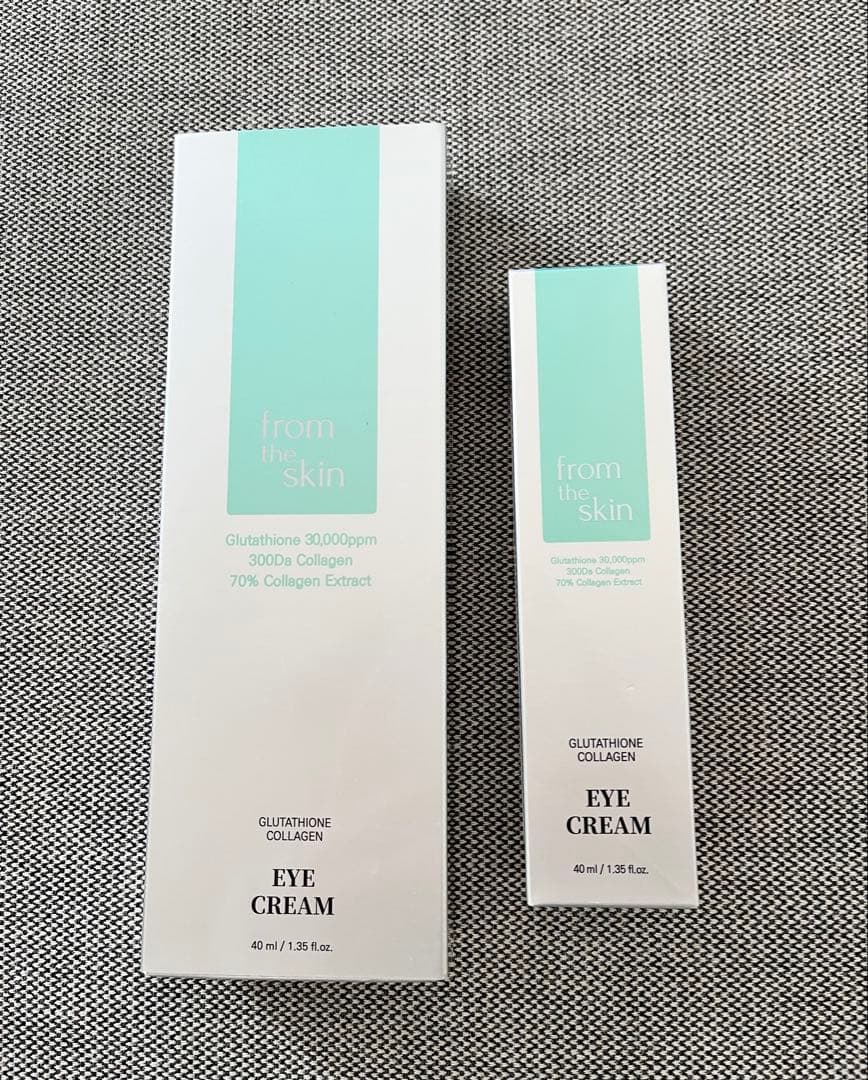 from
the
skin
Glutathione 30,000ppm
300Da Collagen
70% Collagen Extract
GLUTATHIONE
COLLAGEN
EYE
CREAM
40 ml / 1.35 fl.oz.
from
the
skin
Glutathione 30,000ppm
300Da Collagen
70% Collagen Extract
GLUTATHIONE
COLLAGEN
EYE
CREAM
40 ml / 1.35 fl.oz.